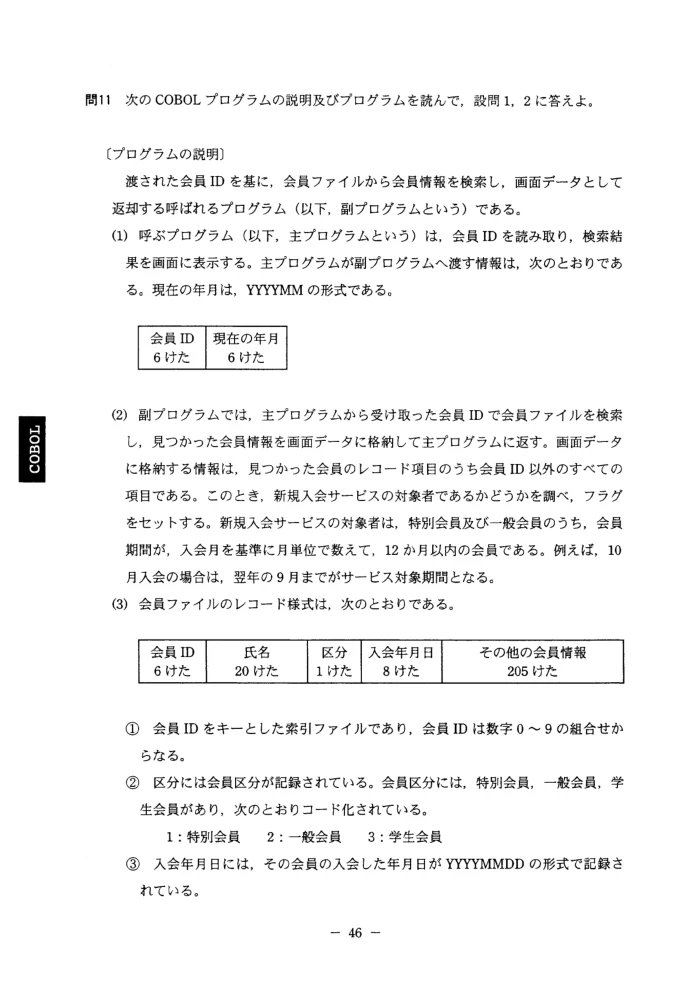 問11 次の COBOL プログラムの説明及びプログラムを読んで，設問 1，2 に答えよ。
〔プログラムの説明〕
渡された会員 ID を基に，会員ファイルから会員情報を検索し，画面データとして
返却する呼ばれるプログラム（以下，副プログラムという）である。
(1) 呼ぶプログラム（以下，主プログラムという）は，会員 ID を読み取り，検索結
果を画面に表示する。主プログラムが副プログラムへ渡す情報は，次のとおりであ
る。現在の年月は，YYYYMM の形式である。
会員 ID 現在の年月
6 けた 6 けた
(2) 副プログラムでは，主プログラムから受け取った会員 ID で会員ファイルを検索
し，見つかった会員情報を画面データに格納して主プログラムに返す。画面データ
に格納する情報は，見つかった会員のレコード項目のうち会員 ID 以外のすべての
項目である。このとき，新規入会サービスの対象者であるかどうかを調べ，フラグ
をセットする。新規入会サービスの対象者は，特別会員及び一般会員のうち，会員
期間が，入会月を基準に月単位で数えて，12 か月以内の会員である。例えば，10
月入会の場合は，翌年の 9 月までがサービス対象期間となる。
(3) 会員ファイルのレコード様式は，次のとおりである。
会員 ID 氏名 区分 入会年月日 その他の会員情報
6 けた 20 けた 1 けた 8 けた 205 けた
① 会員 ID をキーとした索引ファイルであり，会員 ID は数字 0 〜 9 の組合せか
らなる。
② 区分には会員区分が記録されている。会員区分には，特別会員，一般会員，学
生会員があり，次のとおりコード化されている。
1：特別会員 2：一般会員 3：学生会員
③ 入会年月日には，その会員の入会した年月日が YYYYMMDD の形式で記録さ
れている。
COBOL
― 46 ―